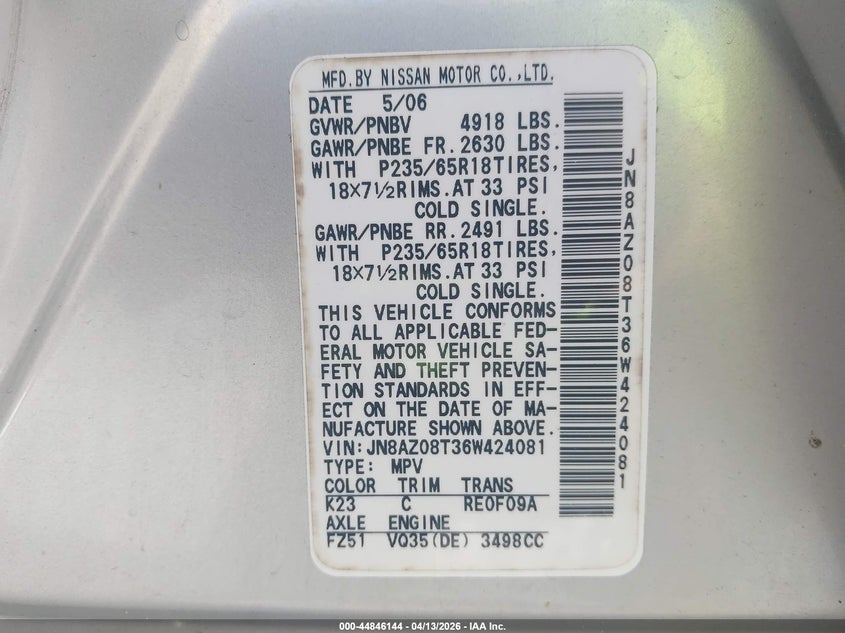 MFD.BY NISSAN MOTOR CO.,LTD.
DATE 5/06
GVWR/PNBV 4918 LBS.
GAWR/PNBE FR. 2630 LBS.
WITH P235/65R18TIRES,
18×7½RIMS.AT 33 PSI
COLD SINGLE.
GAWR/PNBE RR. 2491 LBS.
WITH P235/65R18TIRES,
18×7½RIMS.AT 33 PSI
COLD SINGLE.
THIS VEHICLE CONFORMS
TO ALL APPLICABLE FED-
ERAL MOTOR VEHICLE SA-
FETY AND THEFT PREVEN-
TION STANDARDS IN EFF-
ECT ON THE DATE OF MA-
NUFACTURE SHOWN ABOVE.
VIN:JN8AZ08T36W424081
TYPE: MPV
COLOR TRIM TRANS
K23 C RE0F09A
AXLE ENGINE
FZ51 VQ35(DE) 3498CC
JN8AZ08T36W424081
000-44846144 - 04/13/2026 - IAA Inc.